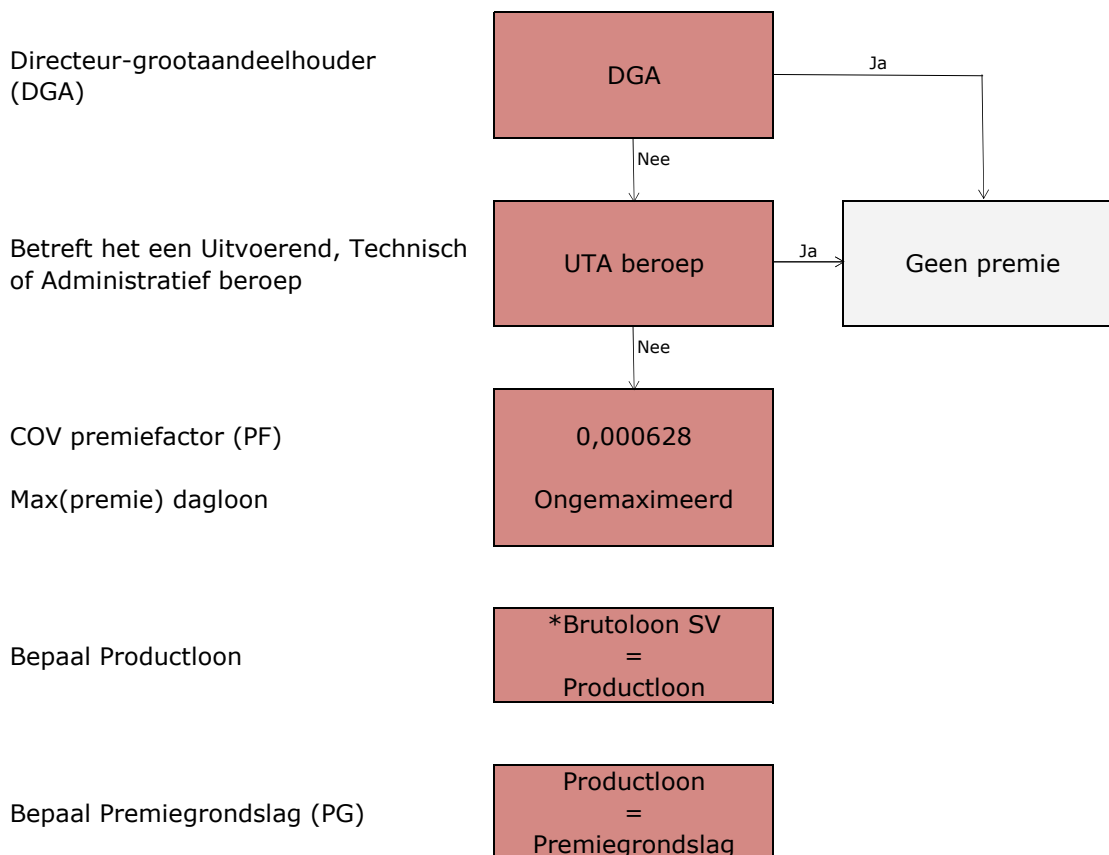 Directeur-grootaandeelhouder
(DGA)
DGA
Ja
Nee
Betreft het een Uitvoerend, Technisch
of Administratief beroep
UTA beroep
Ja
Geen premie
Nee
COV premiefactor (PF)
0,000628
Max(premie) dagloon
Ongemaximeerd
Bepaal Productloon
*Brutoloon SV
=
Productloon
Bepaal Premiegrondslag (PG)
Productloon
=
Premiegrondslag